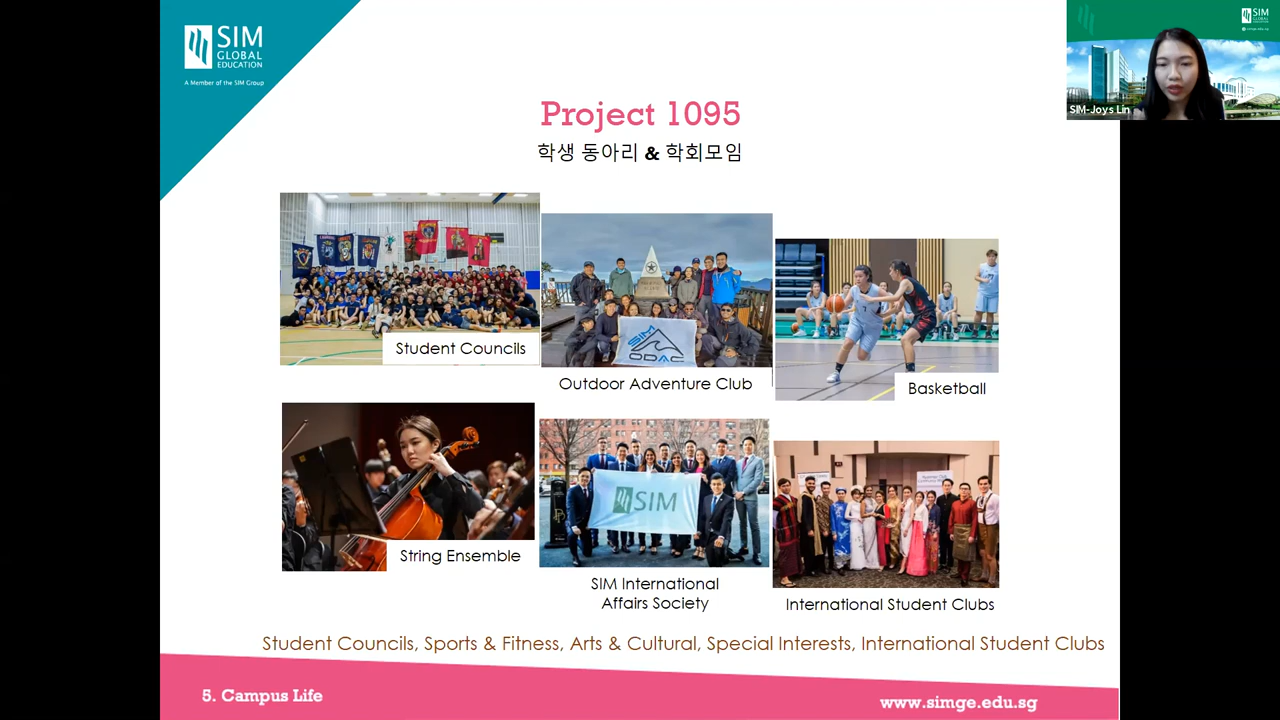 SIM
GLOBAL
EDUCATION
A Member of the SIM Group
SIM
SIM-Joys Lin
Project 1095
학생 동아리 & 학회모임
Student Councils
SIM
ODAC
Outdoor Adventure Club
Basketball
String Ensemble
SIM
SIM International
Affairs Society
International Student Clubs
Student Councils, Sports & Fitness, Arts & Cultural, Special Interests, International Student Clubs
5. Campus Life
www.simge.edu.sg